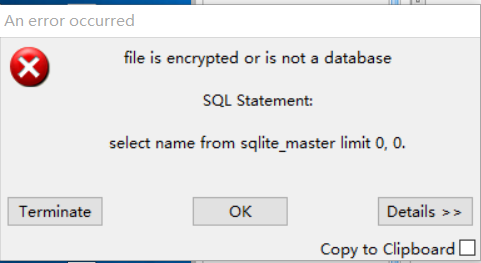 An error occurred
file is encrypted or is not a database
SQL Statement:
select name from sqlite_master limit 0, 0.
Terminate
OK
Details >>
Copy to Clipboard